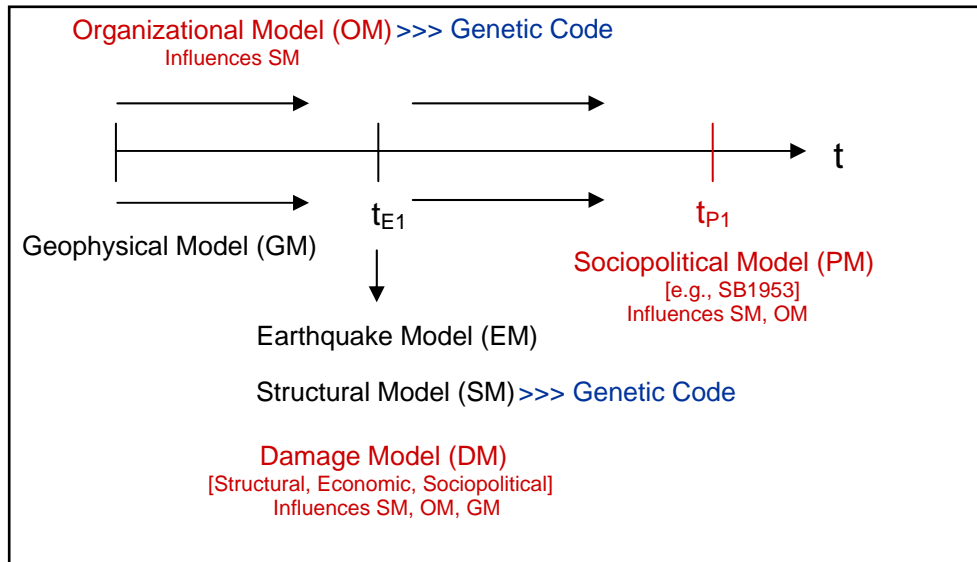 Organizational Model (OM) >>> Genetic Code
Influences SM
t
t_E1
t_P1
Geophysical Model (GM)
Sociopolitical Model (PM)
[e.g., SB1953]
Influences SM, OM
Earthquake Model (EM)
Structural Model (SM) >>> Genetic Code
Damage Model (DM)
[Structural, Economic, Sociopolitical]
Influences SM, OM, GM